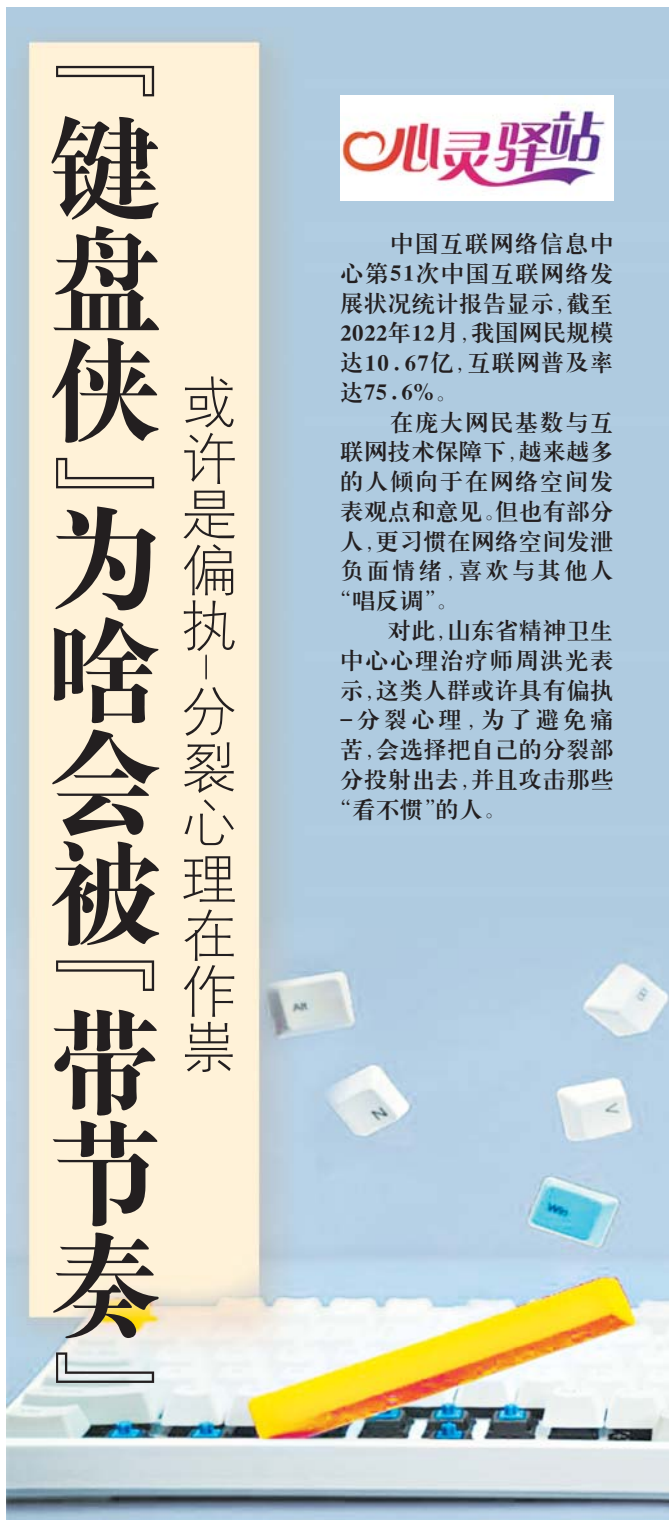 『键盘侠』为啥会被『带节奏』
或许是偏执-分裂心理在作祟
心灵驿站
中国互联网络信息中
心第51次中国互联网络发
展状况统计报告显示,截至
2022年12月,我国网民规模
达10.67亿,互联网普及率
达75.6%。
在庞大网民基数与互
联网技术保障下,越来越多
的人倾向于在网络空间发
表观点和意见。但也有部分
人,更习惯在网络空间发泄
负面情绪,喜欢与其他人
“唱反调”。
对此,山东省精神卫生
中心心理治疗师周洪光表
示,这类人群或许具有偏执
-分裂心理,为了避免痛
苦,会选择把自己的分裂部
分投射出去,并且攻击那些
“看不惯”的人。
Alt
N
V
Win